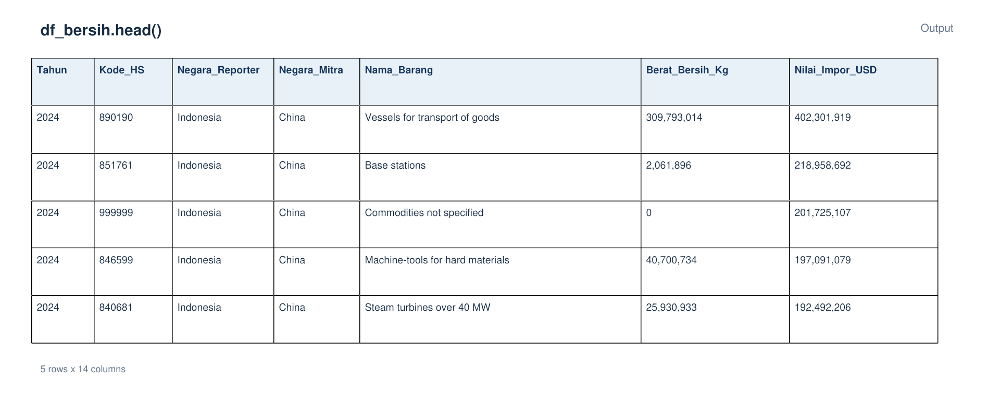 df_bersih.head()
Output
Tahun Kode_HS Negara_Reporter Negara_Mitra Nama_Barang Berat_Bersih_Kg Nilai_Impor_USD
2024 890190 Indonesia China Vessels for transport of goods 309,793,014 402,301,919
2024 851761 Indonesia China Base stations 2,061,896 218,958,692
2024 999999 Indonesia China Commodities not specified 0 201,725,107
2024 846599 Indonesia China Machine-tools for hard materials 40,700,734 197,091,079
2024 840681 Indonesia China Steam turbines over 40 MW 25,930,933 192,492,206
5 rows x 14 columns